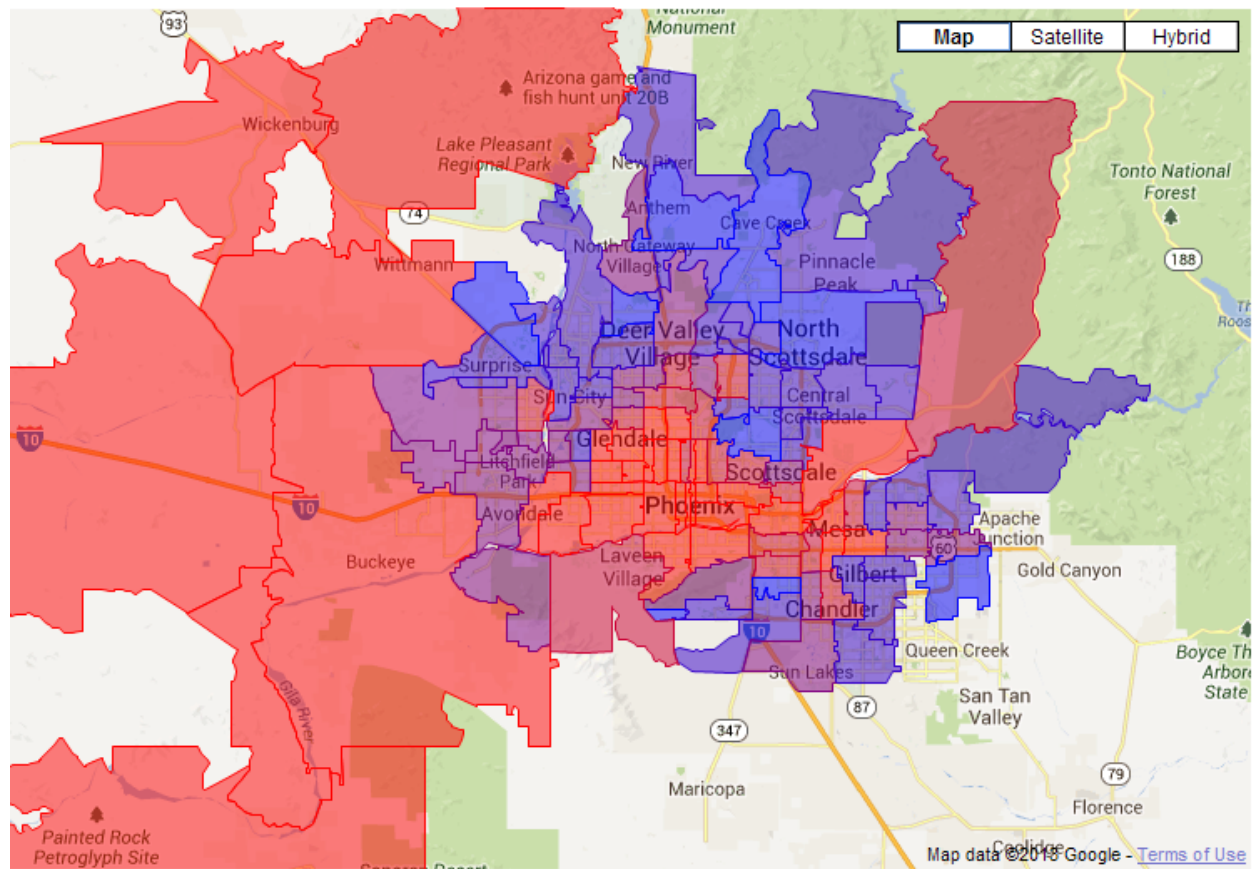 National
Monument
Map
Satellite
Hybrid
93
Arizona game and
fish hunt unit 20B
Wickenburg
Lake Pleasant
Regional Park
New River
Tonto National
Forest
74
Anthem
Cave Creek
North Gateway
Village
188
Wittmann
Pinnacle
Peak
Deer Valley
Village
North
Scottsdale
Surprise
Sun City
Central
Scottsdale
10
Glendale
Litchfield
Park
Scottsdale
10
Phoenix
Avondale
Mesa
Apache
Junction
60
Buckeye
Laveen
Village
Gilbert
Gold Canyon
Chandler
10
Queen Creek
Sun Lakes
Gila River
San Tan
Valley
87
347
79
Maricopa
Florence
Painted Rock
Petroglyph Site
Coolidge
Map data ©2013 Google - Terms of Use